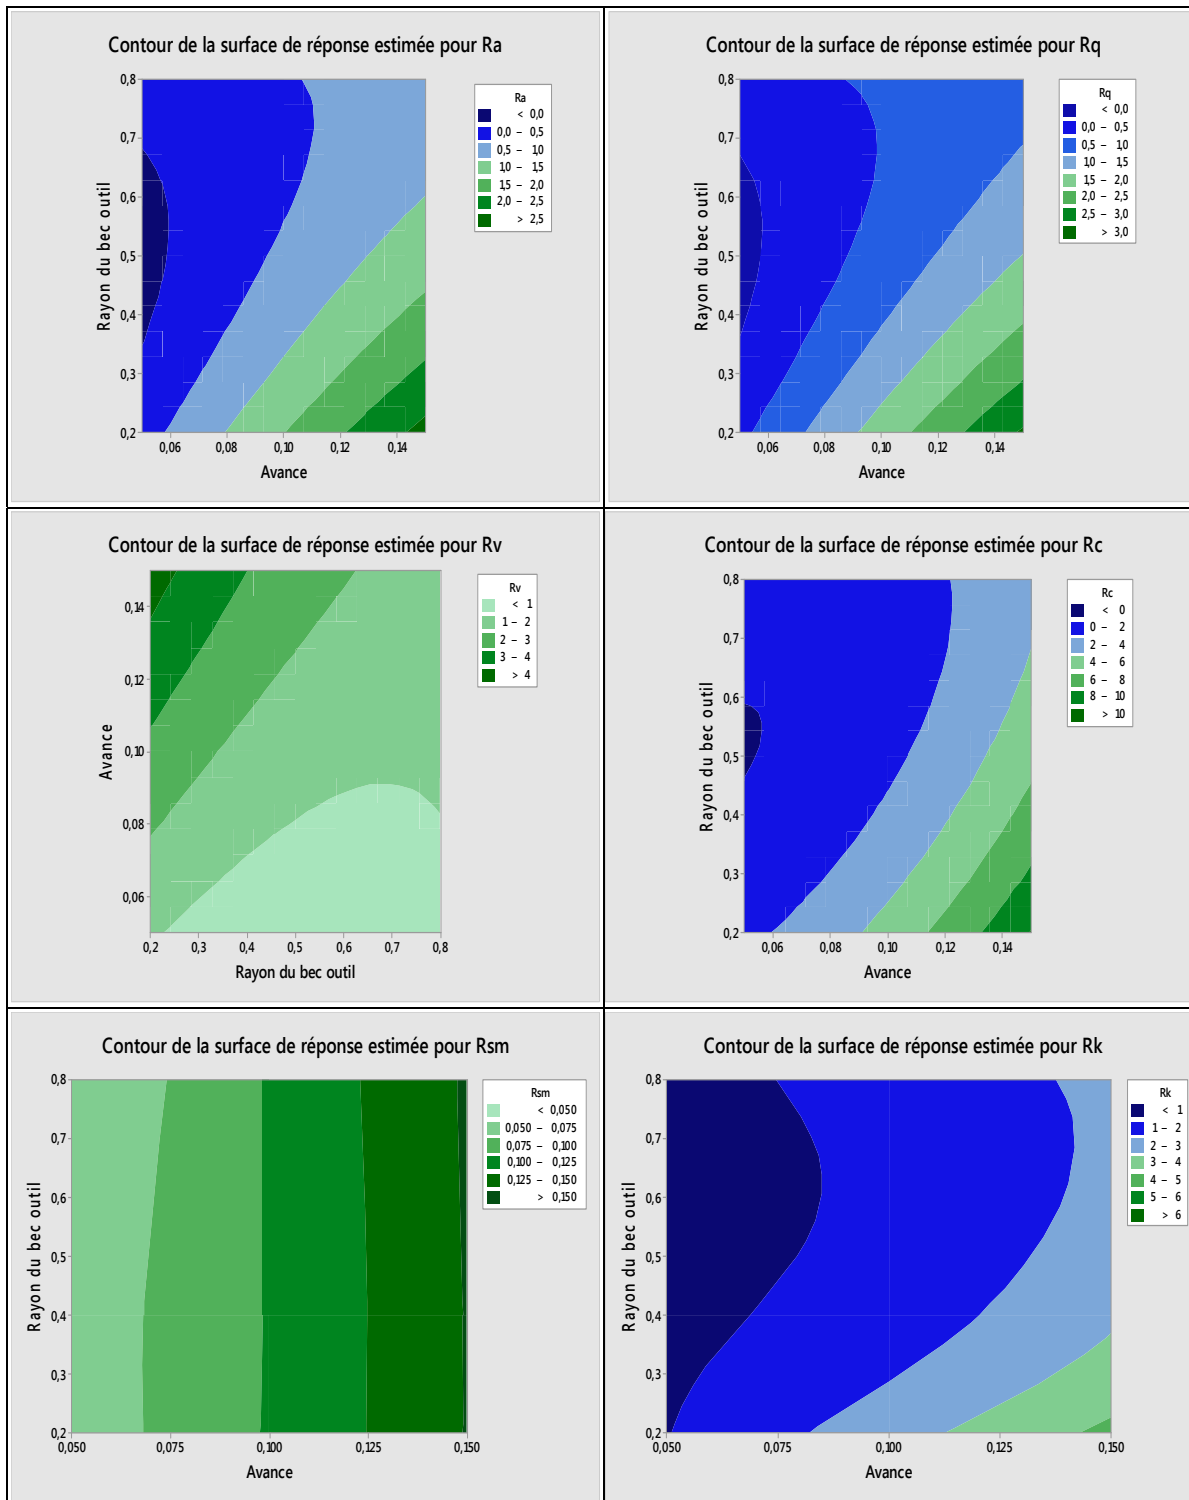 Contour de la surface de réponse estimée pour Ra
0,8
0,7
0,6
0,5
0,4
0,3
0,2
Rayon du bec outil
0,06 0,08 0,10 0,12 0,14
Avance
Ra
< 0,0
0,0 – 0,5
0,5 – 1,0
1,0 – 1,5
1,5 – 2,0
2,0 – 2,5
> 2,5
Contour de la surface de réponse estimée pour Rq
0,8
0,7
0,6
0,5
0,4
0,3
0,2
Rayon du bec outil
0,06 0,08 0,10 0,12 0,14
Avance
Rq
< 0,0
0,0 – 0,5
0,5 – 1,0
1,0 – 1,5
1,5 – 2,0
2,0 – 2,5
2,5 – 3,0
> 3,0
Contour de la surface de réponse estimée pour Rv
0,14
0,12
0,10
0,08
0,06
Avance
0,2 0,3 0,4 0,5 0,6 0,7 0,8
Rayon du bec outil
Rv
< 1
1 – 2
2 – 3
3 – 4
> 4
Contour de la surface de réponse estimée pour Rc
0,8
0,7
0,6
0,5
0,4
0,3
0,2
Rayon du bec outil
0,06 0,08 0,10 0,12 0,14
Avance
Rc
< 0
0 – 2
2 – 4
4 – 6
6 – 8
8 – 10
> 10
Contour de la surface de réponse estimée pour Rsm
0,8
0,7
0,6
0,5
0,4
0,3
0,2
Rayon du bec outil
0,050 0,075 0,100 0,125 0,150
Avance
Rsm
< 0,050
0,050 – 0,075
0,075 – 0,100
0,100 – 0,125
0,125 – 0,150
> 0,150
Contour de la surface de réponse estimée pour Rk
0,8
0,7
0,6
0,5
0,4
0,3
0,2
Rayon du bec outil
0,050 0,075 0,100 0,125 0,150
Avance
Rk
< 1
1 – 2
2 – 3
3 – 4
4 – 5
5 – 6
> 6